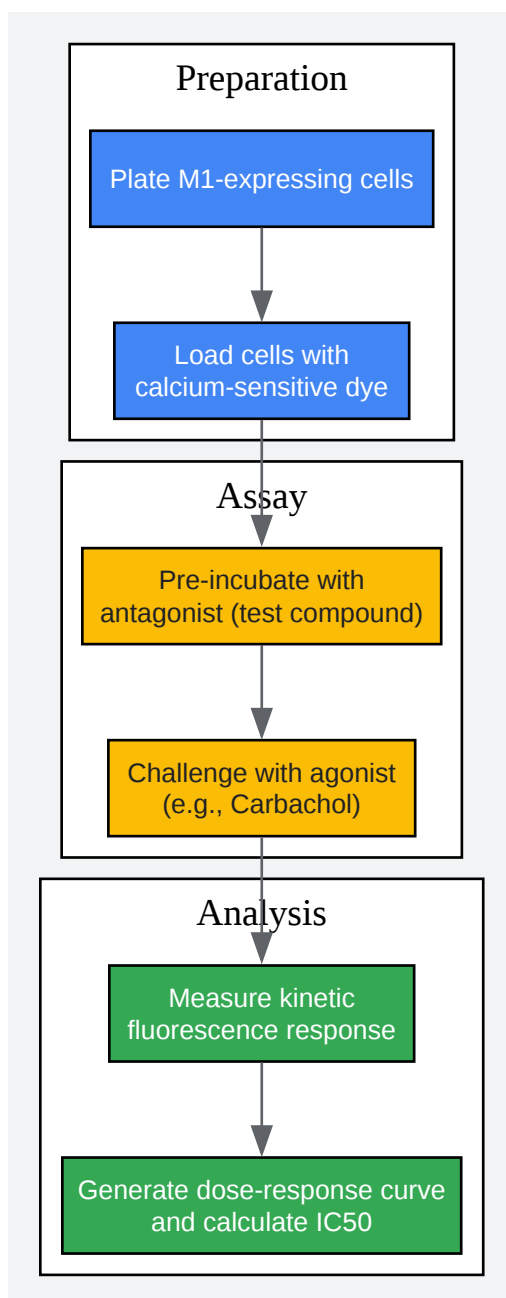 Preparation
Plate M1-expressing cells
Load cells with
calcium-sensitive dye
Assay
Pre-incubate with
antagonist (test compound)
Challenge with agonist
(e.g., Carbachol)
Analysis
Measure kinetic
fluorescence response
Generate dose-response curve
and calculate IC50